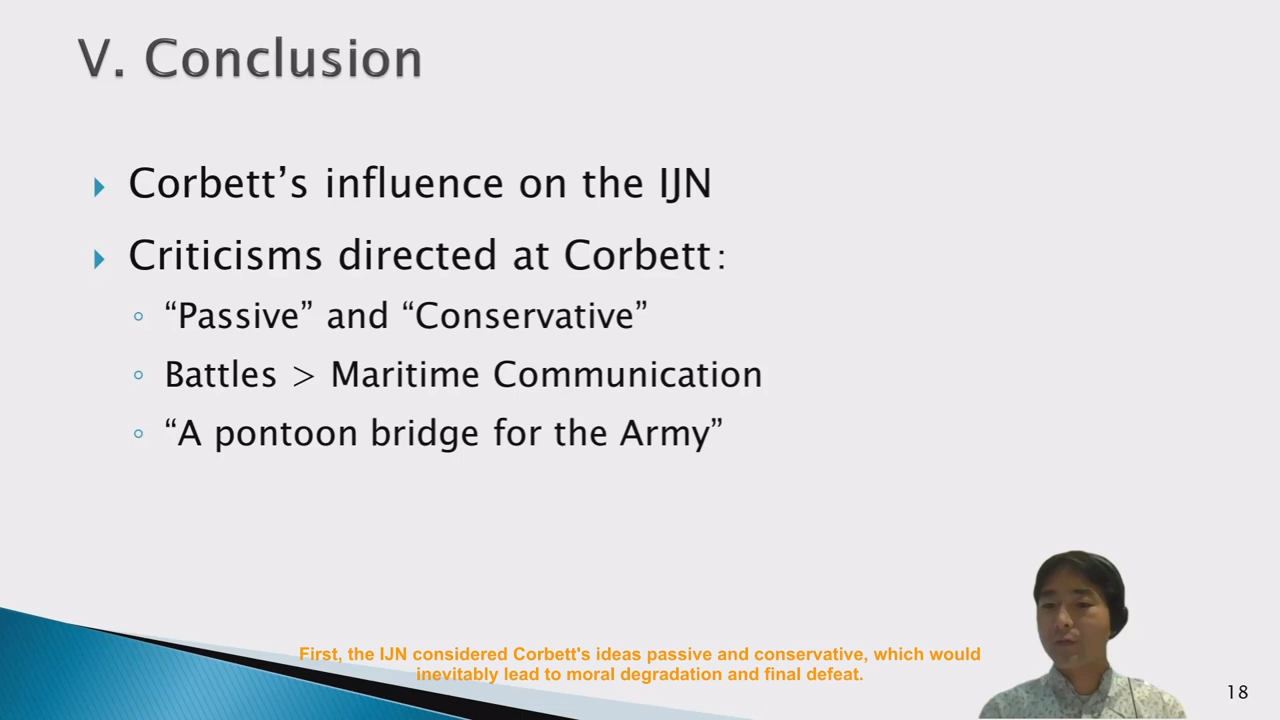 V. Conclusion
Corbett’s influence on the IJN
Criticisms directed at Corbett：
“Passive” and “Conservative”
Battles > Maritime Communication
“A pontoon bridge for the Army”
First, the IJN considered Corbett's ideas passive and conservative, which would
inevitably lead to moral degradation and final defeat.
18